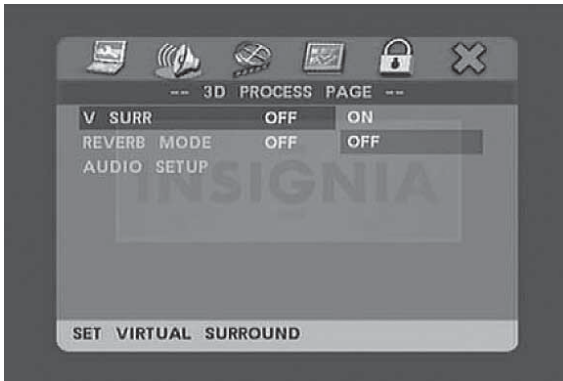 -- 3D PROCESS PAGE --
V SURR OFF ON
REVERB MODE OFF OFF
AUDIO SETUP
INSIGNIA
SET VIRTUAL SURROUND